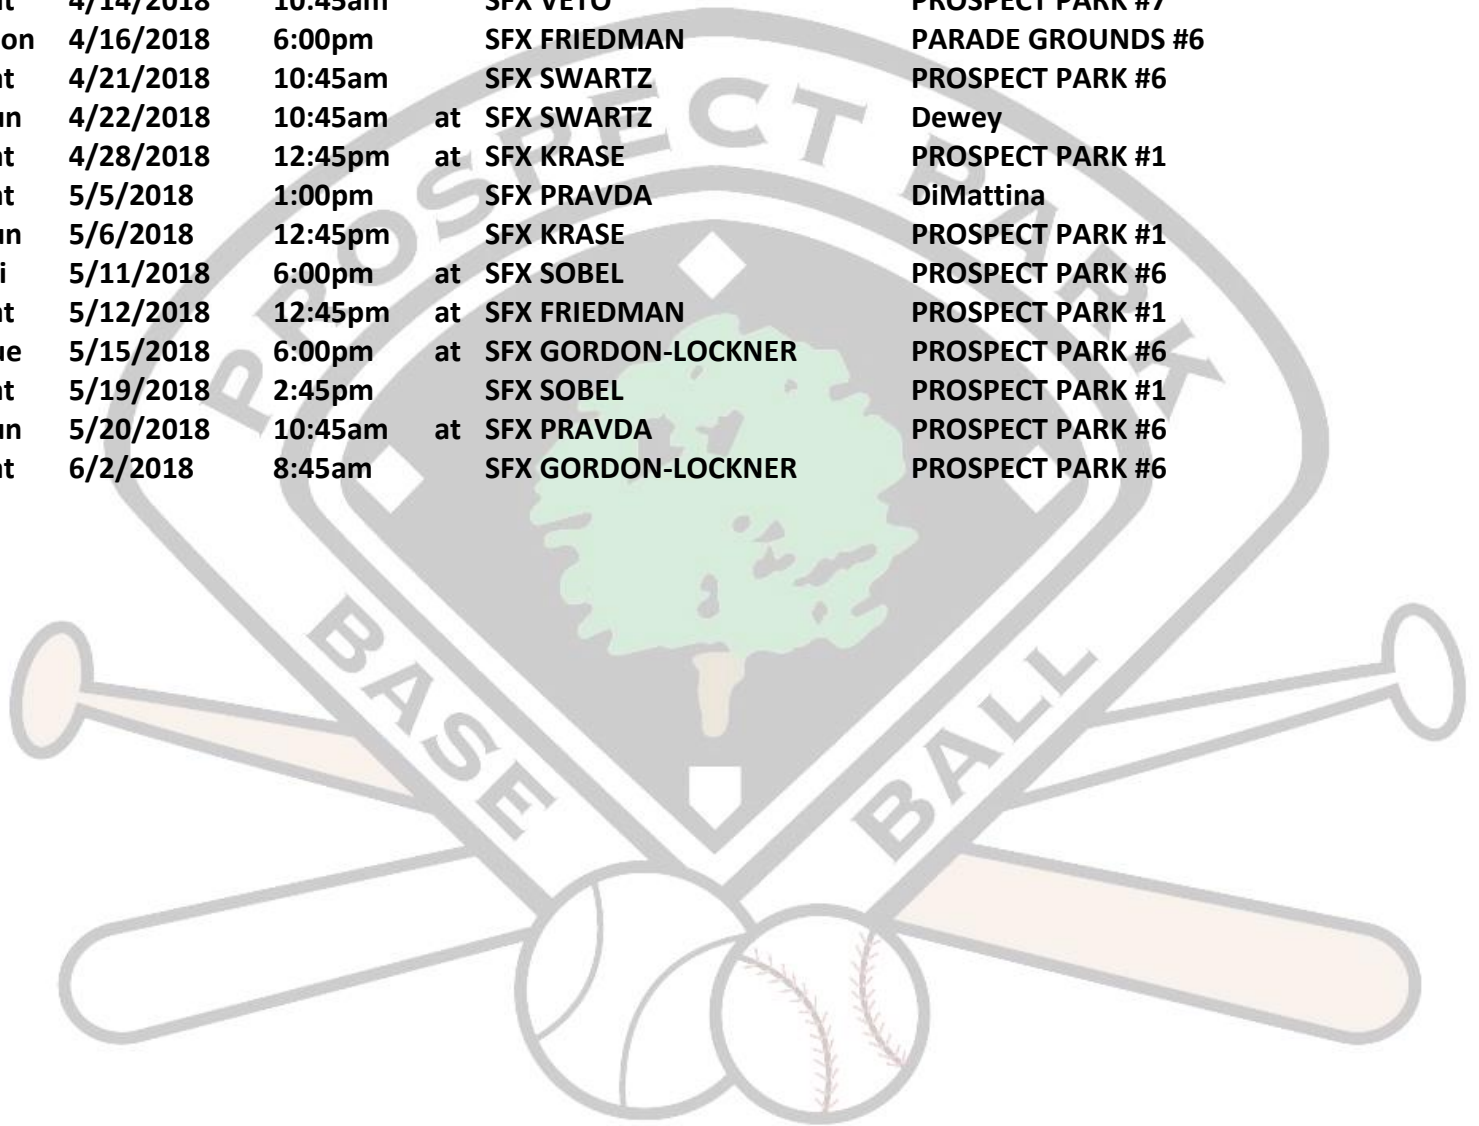 at 4/14/2018 10:45am SFX VETO PROSPECT PARK #7
on 4/16/2018 6:00pm SFX FRIEDMAN PARADE GROUNDS #6
at 4/21/2018 10:45am SFX SWARTZ PROSPECT PARK #6
un 4/22/2018 10:45am at SFX SWARTZ Dewey
at 4/28/2018 12:45pm at SFX KRASE PROSPECT PARK #1
at 5/5/2018 1:00pm SFX PRAVDA DiMattina
un 5/6/2018 12:45pm SFX KRASE PROSPECT PARK #1
i 5/11/2018 6:00pm at SFX SOBEL PROSPECT PARK #6
at 5/12/2018 12:45pm at SFX FRIEDMAN PROSPECT PARK #1
ue 5/15/2018 6:00pm at SFX GORDON-LOCKNER PROSPECT PARK #6
at 5/19/2018 2:45pm SFX SOBEL PROSPECT PARK #1
un 5/20/2018 10:45am at SFX PRAVDA PROSPECT PARK #6
at 6/2/2018 8:45am SFX GORDON-LOCKNER PROSPECT PARK #6
PROSPECT PARK
BASE BALL